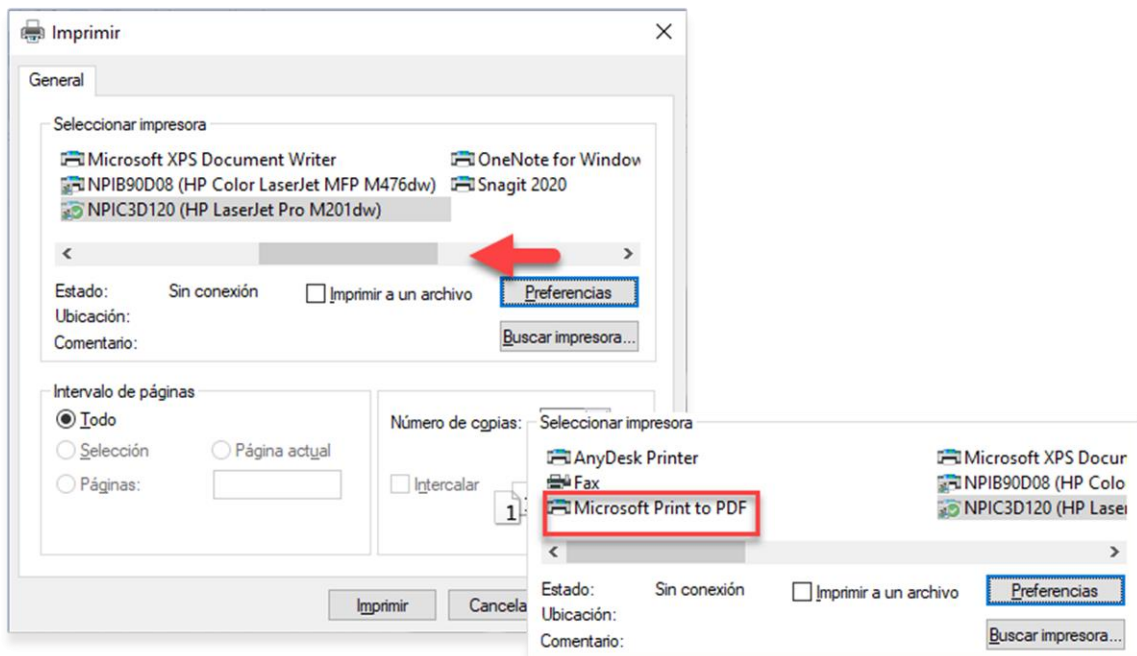 Imprimir
General
Seleccionar impresora
Microsoft XPS Document Writer
OneNote for Window
NPIB90D08 (HP Color LaserJet MFP M476dw)
Snagit 2020
NPIC3D120 (HP LaserJet Pro M201dw)
Estado: Sin conexión
Imprimir a un archivo
Preferencias
Ubicación:
Comentario:
Buscar impresora...
Intervalo de páginas
Todo
Selección
Página actual
Páginas:
Número de copias:
Intercalar
1
Imprimir
Cancela
Seleccionar impresora
AnyDesk Printer
Microsoft XPS Docur
Fax
NPIB90D08 (HP Colo
Microsoft Print to PDF
NPIC3D120 (HP Laser
Estado: Sin conexión
Imprimir a un archivo
Preferencias
Ubicación:
Comentario:
Buscar impresora...